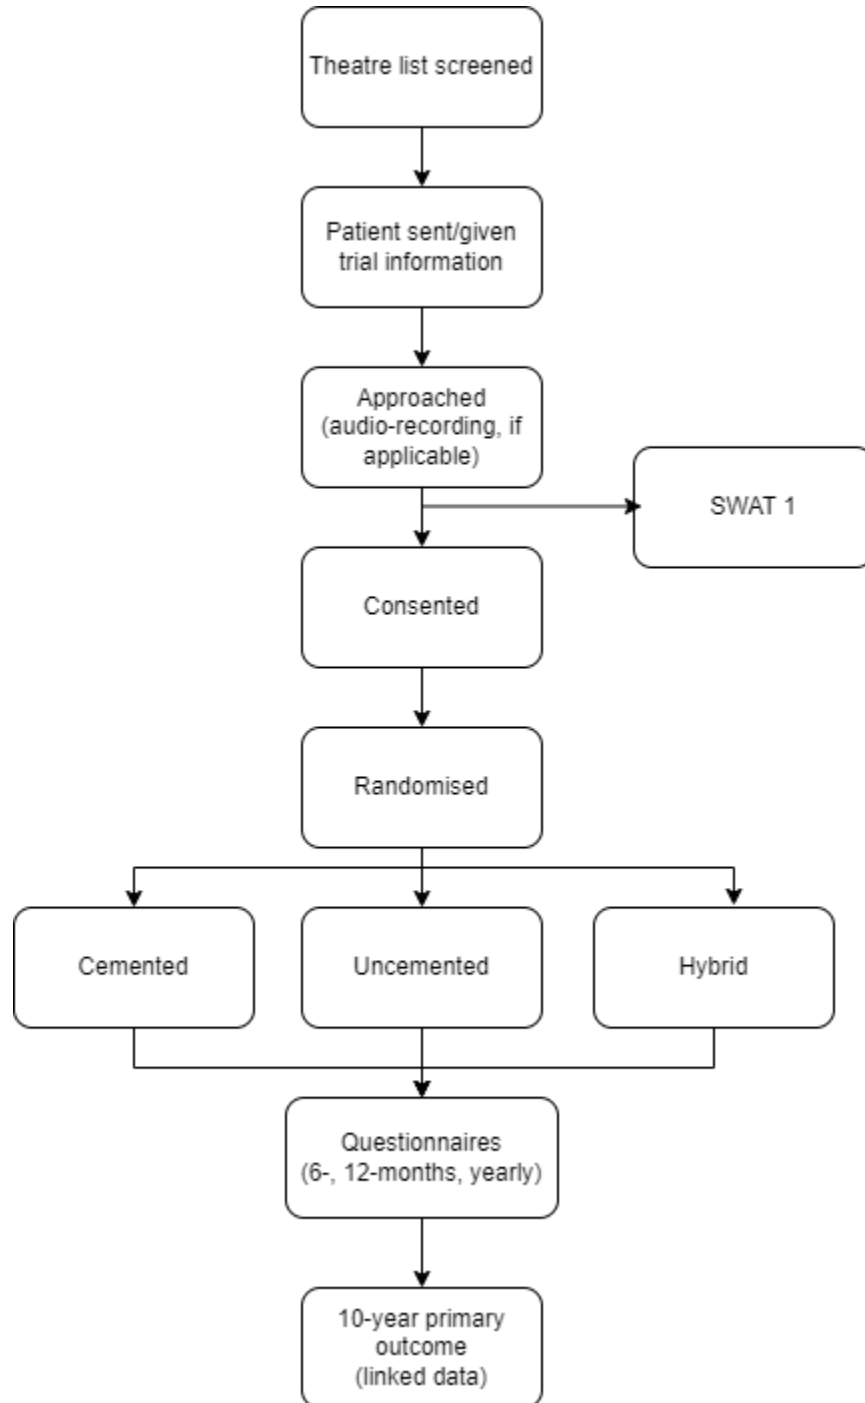 Theatre list screened
Patient sent/given
trial information
Approached
(audio-recording, if
applicable)
SWAT 1
Consented
Randomised
Cemented
Uncemented
Hybrid
Questionnaires
(6-, 12-months, yearly)
10-year primary
outcome
(linked data)